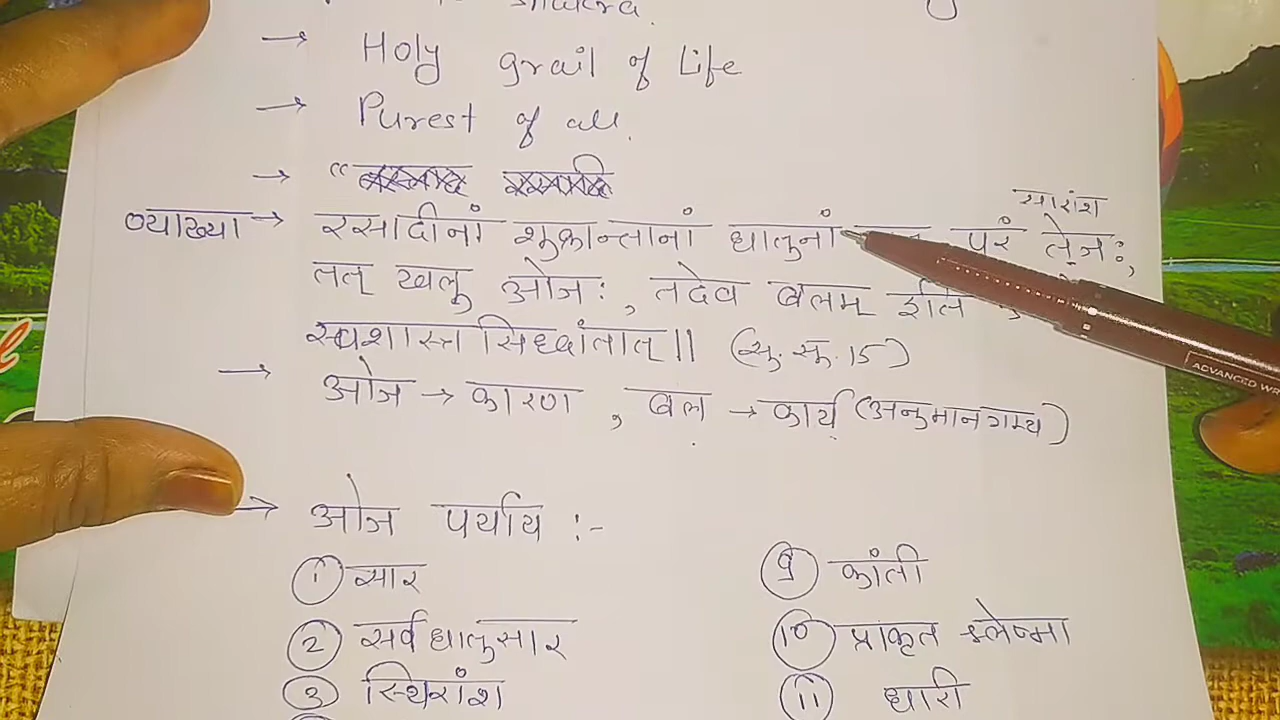 → Holy grail of Life
→ Purest of all.
→ "
सारांश
व्याख्या → रसादीनां शुक्रान्तानां धातुनां परं तेजः,
तत् खलु ओजः, तदेव बलम् इति
स्वशास्त्र सिध्दांतात्॥ (सु. सू. 15)
→ ओज → कारण, बल → कार्य (अनुमानगम्य)
→ ओज पर्याय :-
① सार
② सर्वधातुसार
③ स्थिरांश
⑨ कांती
⑩ प्राकृत श्लेष्मा
⑪ धारी
ADVANCED